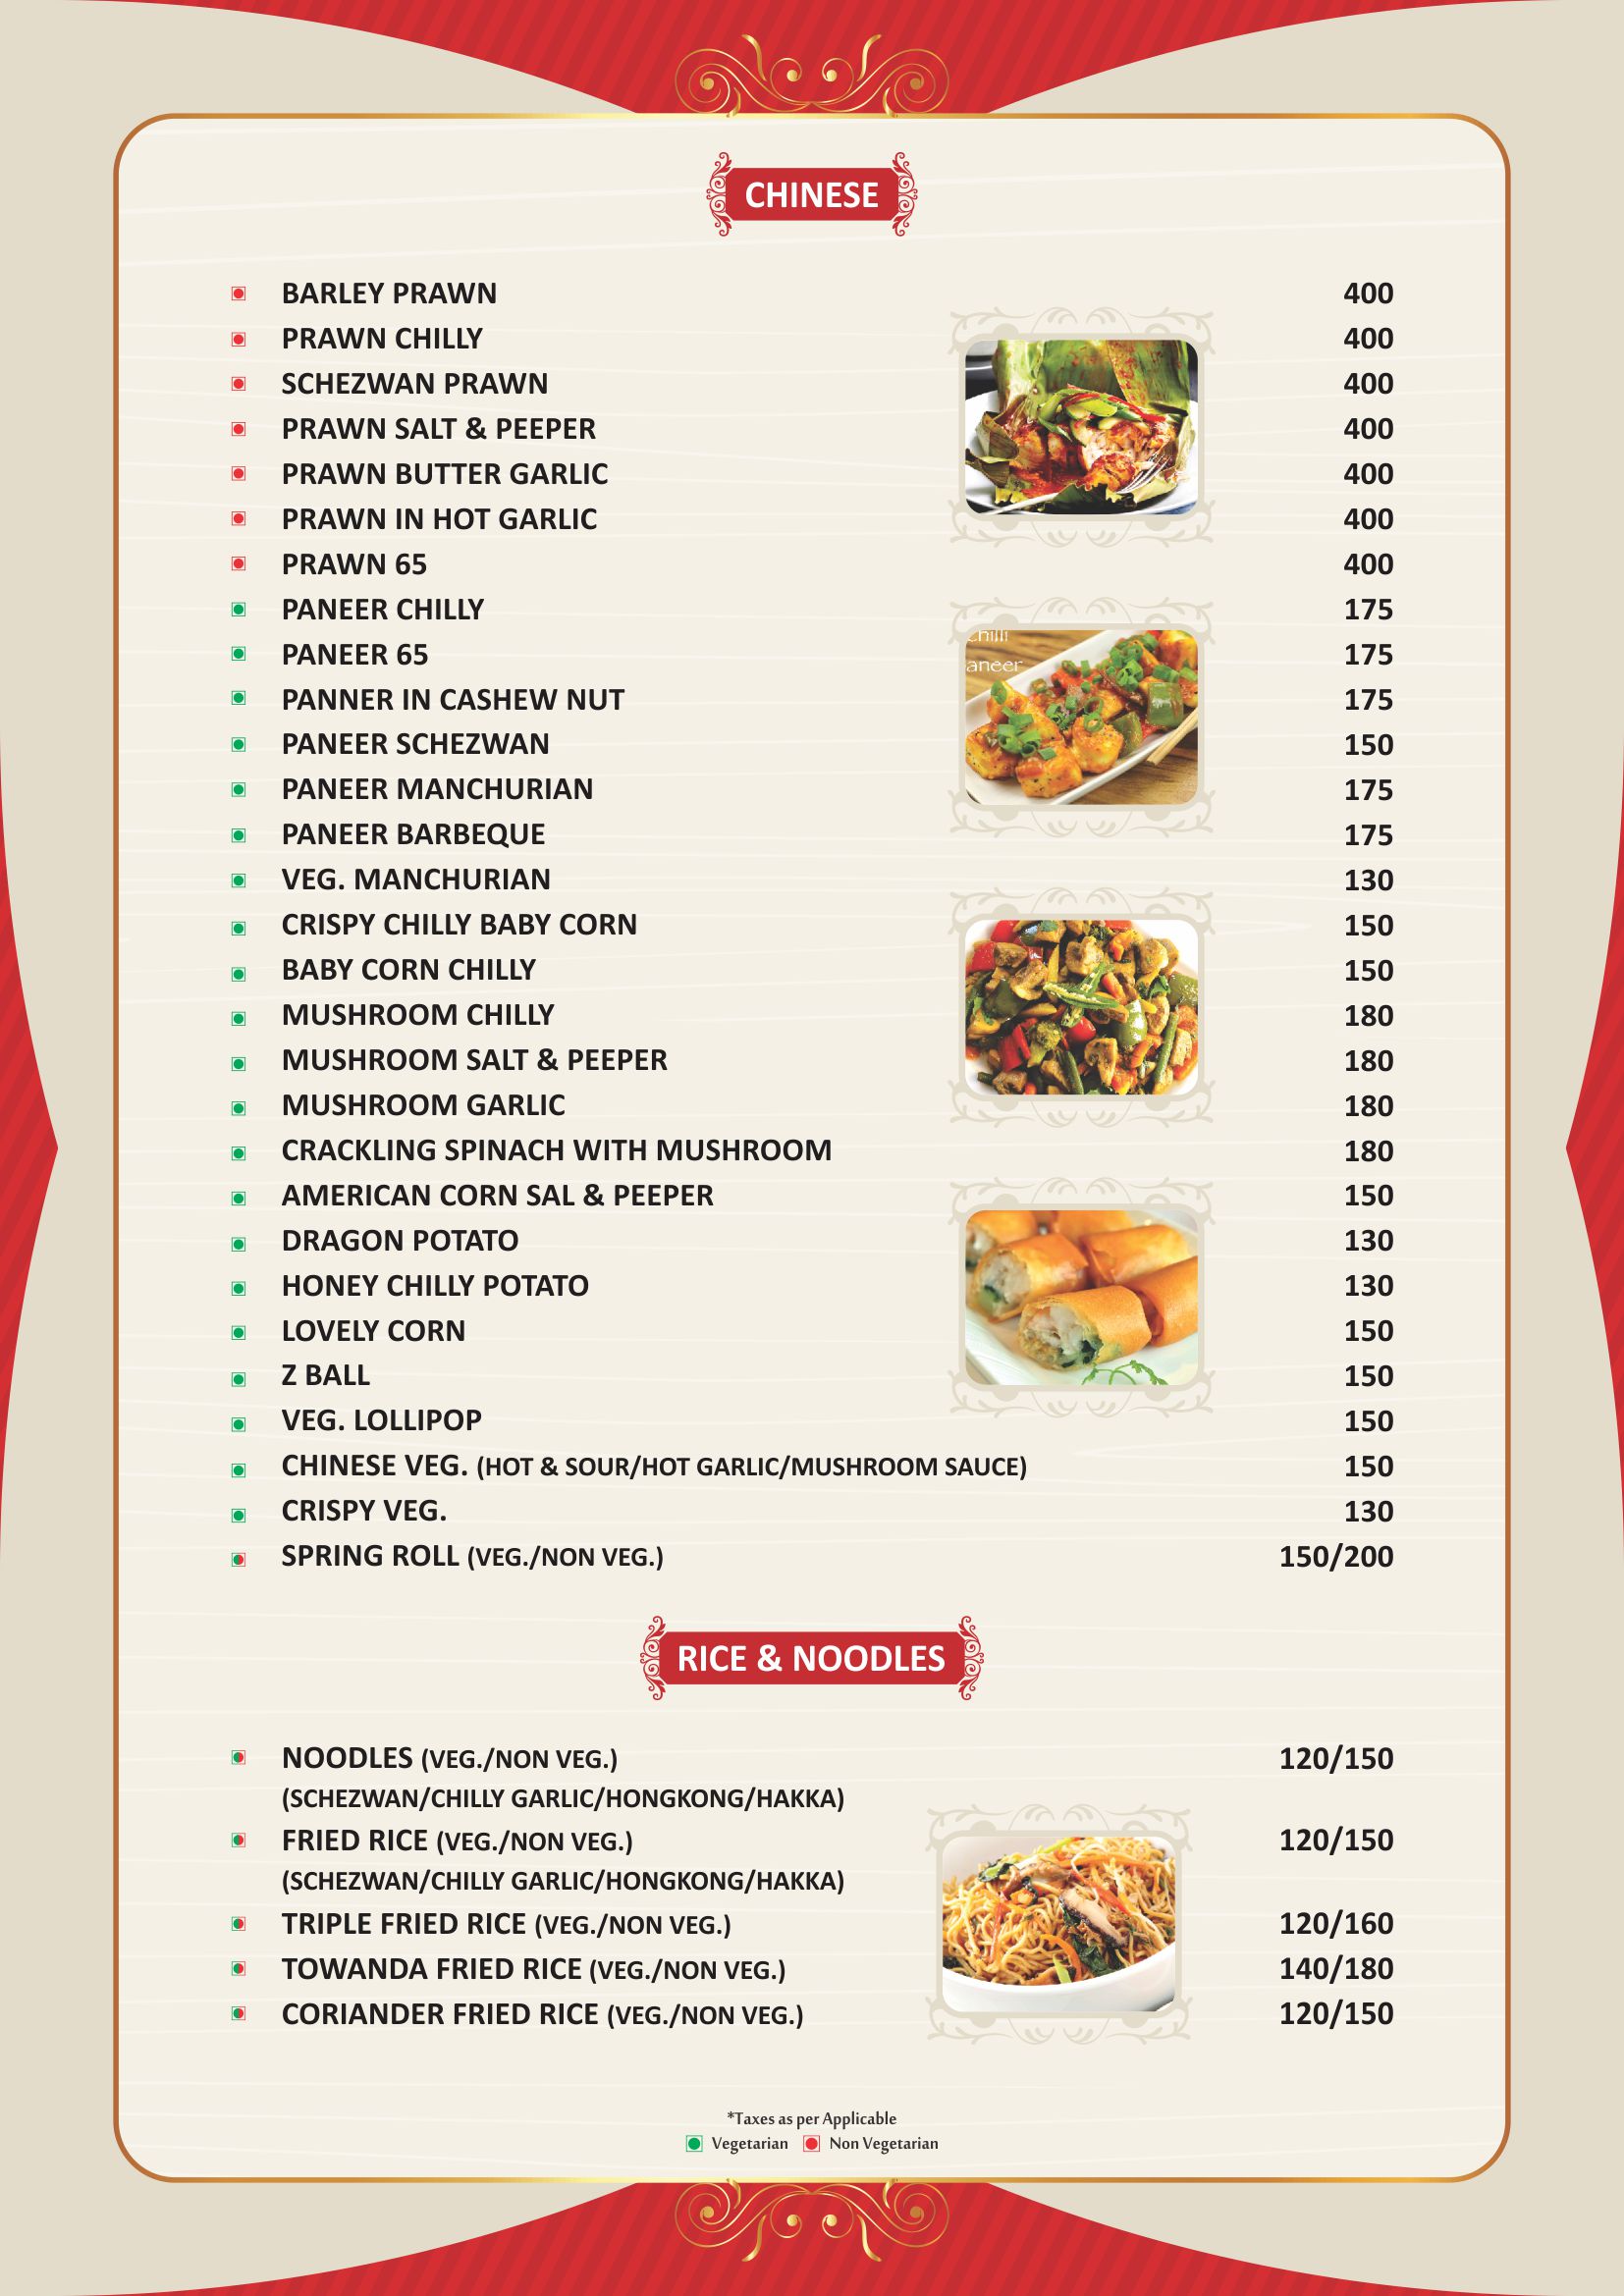 CHINESE
BARLEY PRAWN 400
PRAWN CHILLY 400
SCHEZWAN PRAWN 400
PRAWN SALT & PEEPER 400
PRAWN BUTTER GARLIC 400
PRAWN IN HOT GARLIC 400
PRAWN 65 400
PANEER CHILLY 175
chilli
aneer
PANEER 65 175
PANNER IN CASHEW NUT 175
PANEER SCHEZWAN 150
PANEER MANCHURIAN 175
PANEER BARBEQUE 175
VEG. MANCHURIAN 130
CRISPY CHILLY BABY CORN 150
BABY CORN CHILLY 150
MUSHROOM CHILLY 180
MUSHROOM SALT & PEEPER 180
MUSHROOM GARLIC 180
CRACKLING SPINACH WITH MUSHROOM 180
AMERICAN CORN SAL & PEEPER 150
DRAGON POTATO 130
HONEY CHILLY POTATO 130
LOVELY CORN 150
Z BALL 150
VEG. LOLLIPOP 150
CHINESE VEG. (HOT & SOUR/HOT GARLIC/MUSHROOM SAUCE) 150
CRISPY VEG. 130
SPRING ROLL (VEG./NON VEG.) 150/200
RICE & NOODLES
NOODLES (VEG./NON VEG.) 120/150
(SCHEZWAN/CHILLY GARLIC/HONGKONG/HAKKA)
FRIED RICE (VEG./NON VEG.) 120/150
(SCHEZWAN/CHILLY GARLIC/HONGKONG/HAKKA)
TRIPLE FRIED RICE (VEG./NON VEG.) 120/160
TOWANDA FRIED RICE (VEG./NON VEG.) 140/180
CORIANDER FRIED RICE (VEG./NON VEG.) 120/150
*Taxes as per Applicable
Vegetarian Non Vegetarian